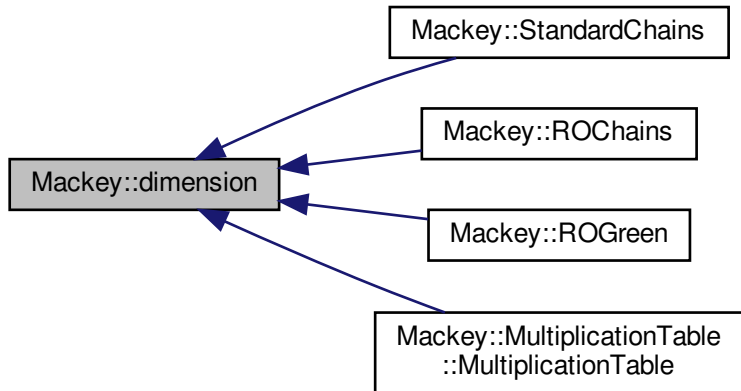 Mackey::StandardChains
Mackey::ROChains
Mackey::dimension
Mackey::ROGreen
Mackey::MultiplicationTable
::MultiplicationTable